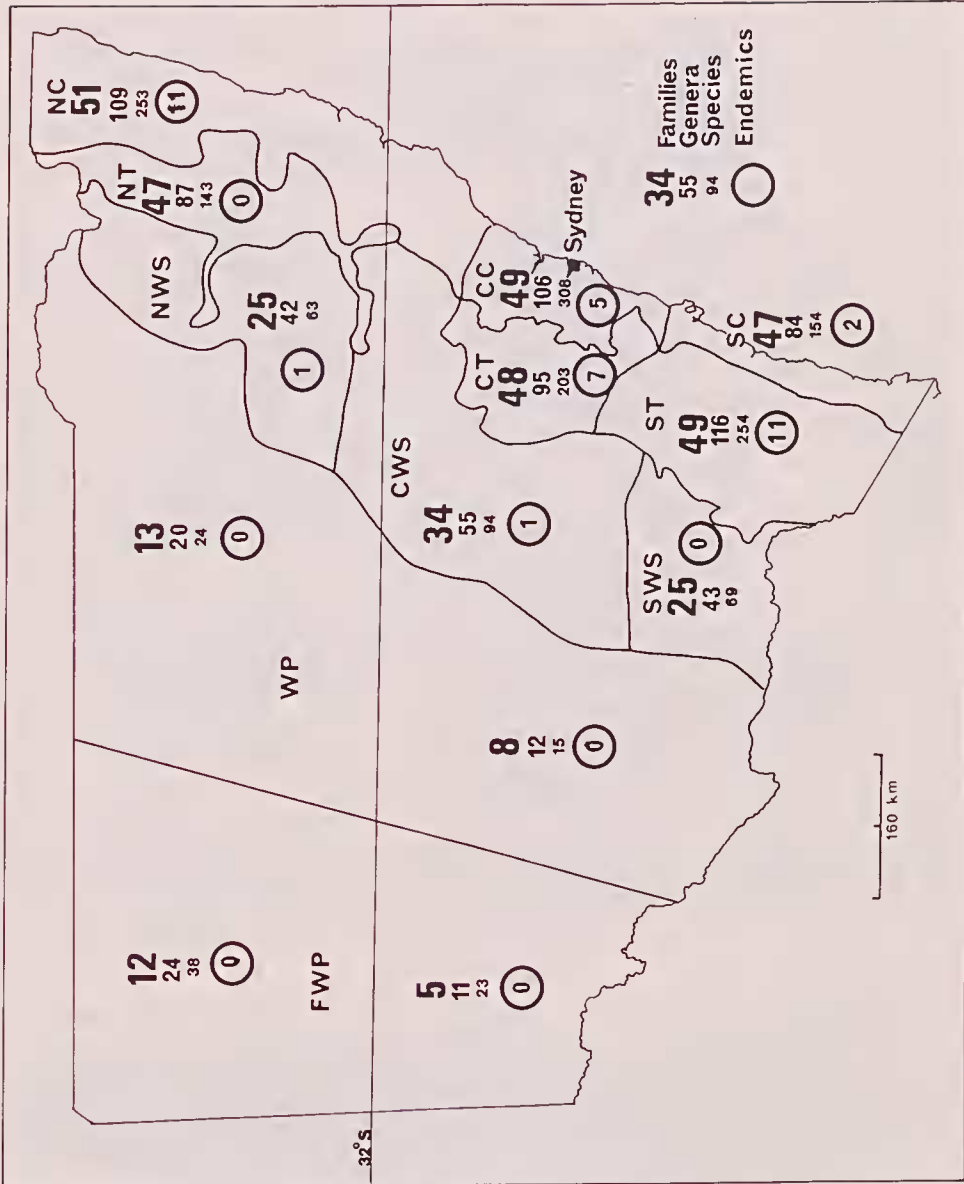 NC
51
109
253
11
NT
47
87
143
0
NWS
25
42
63
1
13
20
24
0
WP
12
24
38
0
FWP
32°S
5
11
23
0
8
12
15
0
CWS
34
55
94
1
CT
48
95
203
7
CC
49
106
308
5
Sydney
SWS
25
43
69
0
ST
49
116
254
11
SC
47
84
154
2
34 Families
55 Genera
94 Species
Endemics
160 km